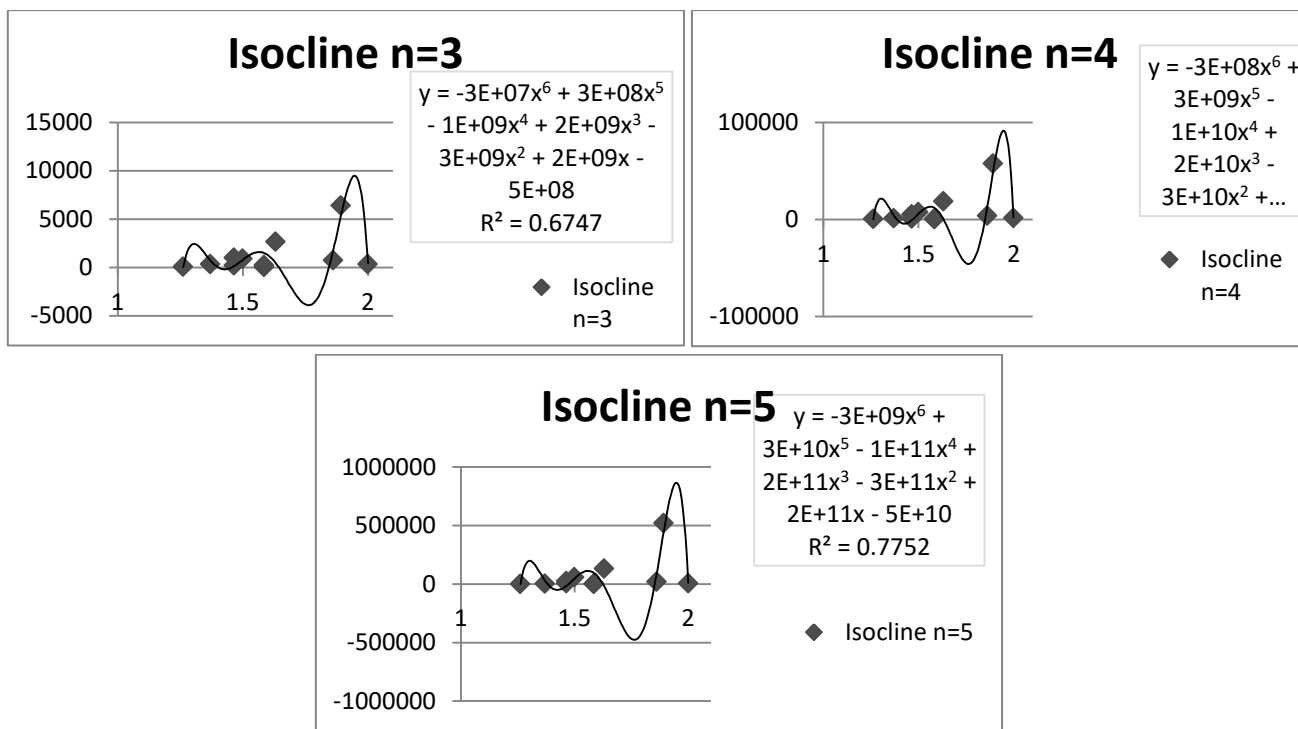 Isocline n=3
y = -3E+07x⁶ + 3E+08x⁵
- 1E+09x⁴ + 2E+09x³ -
3E+09x² + 2E+09x -
5E+08
R² = 0.6747
15000
10000
5000
0
-5000
1
1.5
2
Isocline
n=3
Isocline n=4
y = -3E+08x⁶ +
3E+09x⁵ -
1E+10x⁴ +
2E+10x³ -
3E+10x² +...
100000
0
-100000
1
1.5
2
Isocline
n=4
Isocline n=5
y = -3E+09x⁶ +
3E+10x⁵ - 1E+11x⁴ +
2E+11x³ - 3E+11x² +
2E+11x - 5E+10
R² = 0.7752
1000000
500000
0
-500000
-1000000
1
1.5
2
Isocline n=5